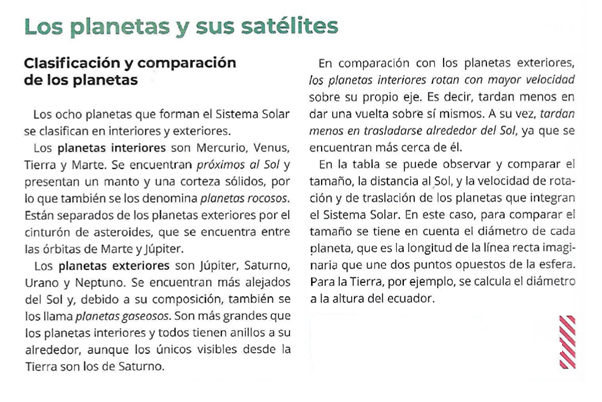 Los planetas y sus satélites
Clasificación y comparación
de los planetas
Los ocho planetas que forman el Sistema Solar
se clasifican en interiores y exteriores.
Los planetas interiores son Mercurio, Venus,
Tierra y Marte. Se encuentran próximos al Sol y
presentan un manto y una corteza sólidos, por
lo que también se los denomina planetas rocosos.
Están separados de los planetas exteriores por el
cinturón de asteroides, que se encuentra entre
las órbitas de Marte y Júpiter.
Los planetas exteriores son Júpiter, Saturno,
Urano y Neptuno. Se encuentran más alejados
del Sol y, debido a su composición, también se
los llama planetas gaseosos. Son más grandes que
los planetas interiores y todos tienen anillos a su
alrededor, aunque los únicos visibles desde la
Tierra son los de Saturno.
En comparación con los planetas exteriores,
los planetas interiores rotan con mayor velocidad
sobre su propio eje. Es decir, tardan menos en
dar una vuelta sobre sí mismos. A su vez, tardan
menos en trasladarse alrededor del Sol, ya que se
encuentran más cerca de él.
En la tabla se puede observar y comparar el
tamaño, la distancia al Sol, y la velocidad de rota-
ción y de traslación de los planetas que integran
el Sistema Solar. En este caso, para comparar el
tamaño se tiene en cuenta el diámetro de cada
planeta, que es la longitud de la línea recta imagi-
naria que une dos puntos opuestos de la esfera.
Para la Tierra, por ejemplo, se calcula el diámetro
a la altura del ecuador.